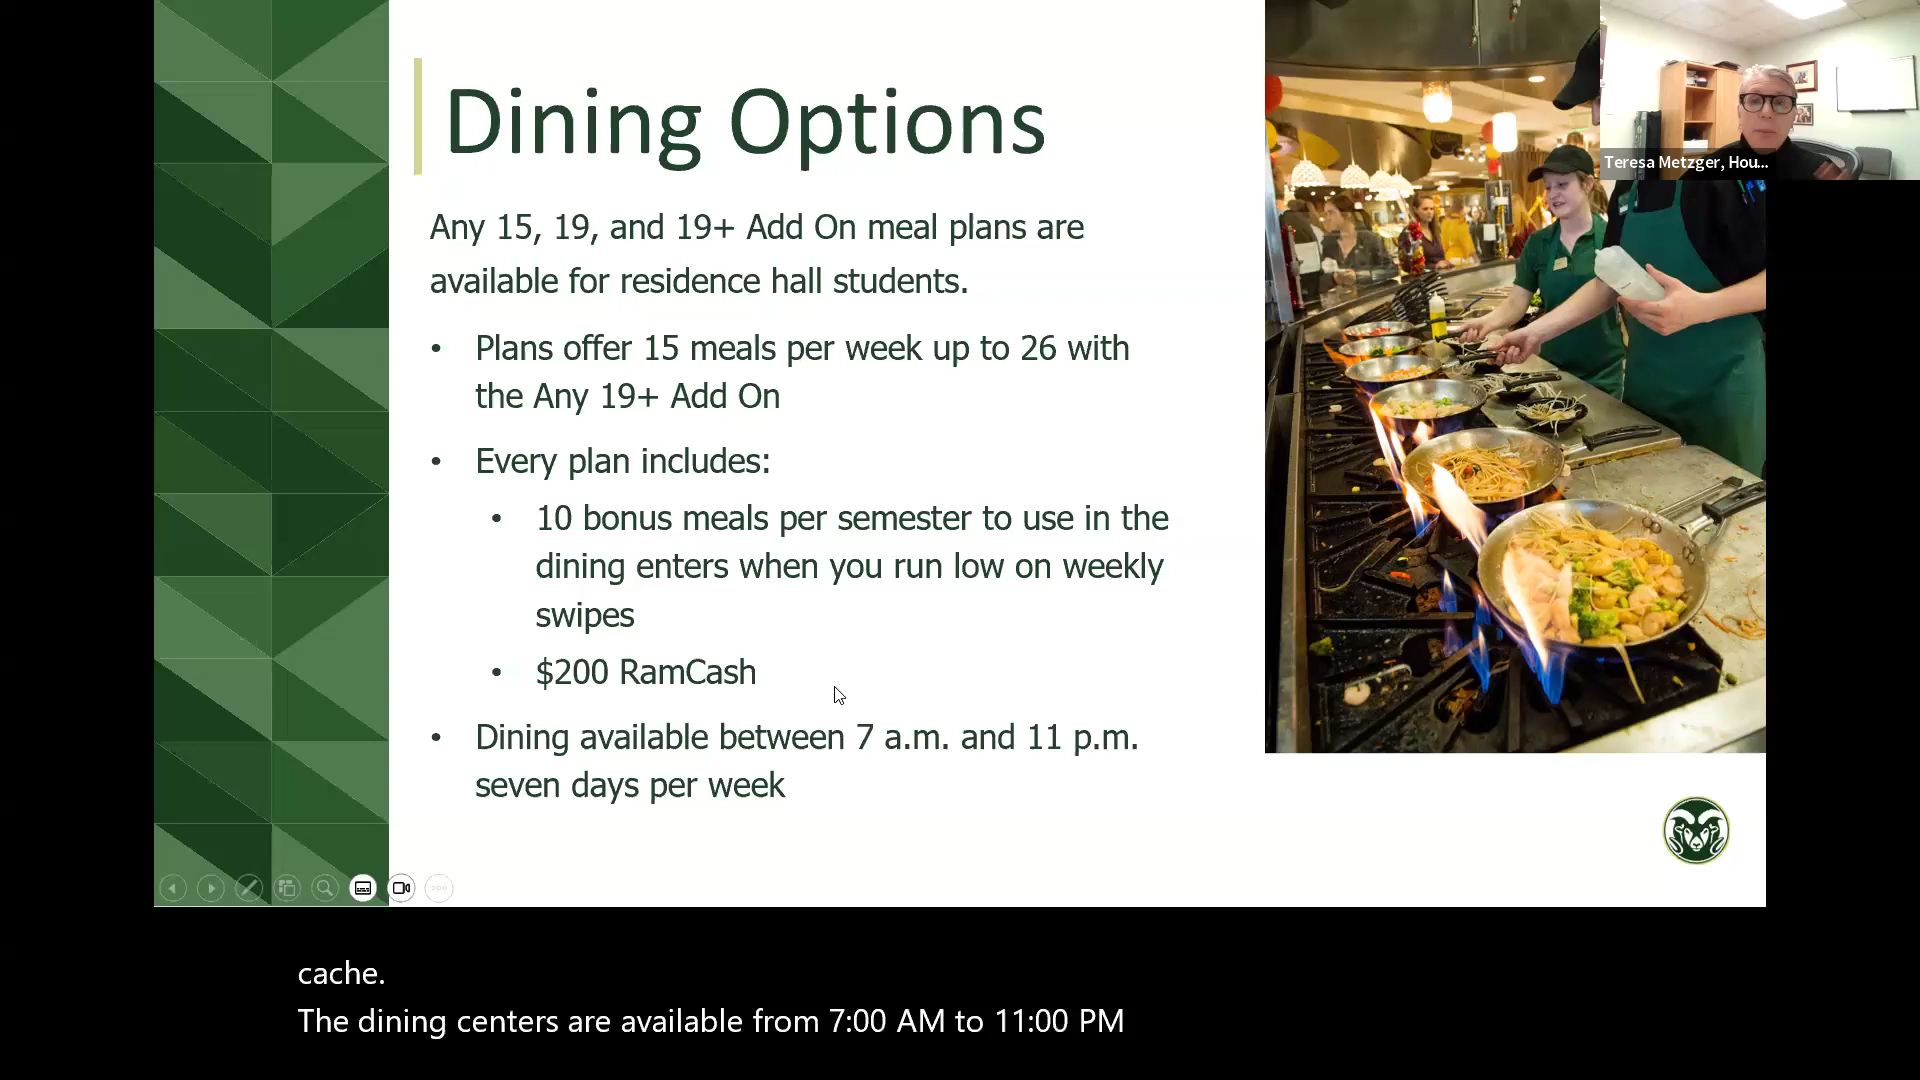 Dining Options
Any 15, 19, and 19+ Add On meal plans are
available for residence hall students.
• Plans offer 15 meals per week up to 26 with
the Any 19+ Add On
• Every plan includes:
• 10 bonus meals per semester to use in the
dining enters when you run low on weekly
swipes
• $200 RamCash
• Dining available between 7 a.m. and 11 p.m.
seven days per week
Teresa Metzger, Hou...
cache.
The dining centers are available from 7:00 AM to 11:00 PM